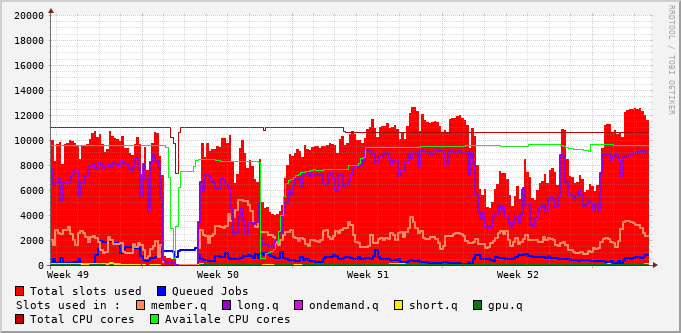 20000
18000
16000
14000
12000
10000
8000
6000
4000
2000
0
Week 49 Week 50 Week 51 Week 52
Total slots used Queued Jobs
Slots used in : member.q long.q ondemand.q short.q gpu.q
Total CPU cores Availale CPU cores
RRDTOOL / TOBI OETIKER